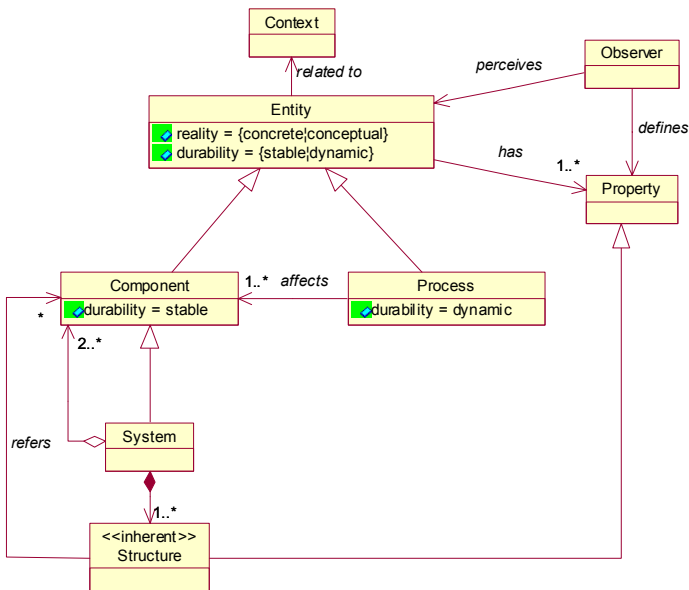 Context
Observer
related to
perceives
Entity
reality = {concrete¦conceptual}
durability = {stable¦dynamic}
defines
has
1..*
Property
Component
durability = stable
1..*
affects
Process
durability = dynamic
*
2..*
System
refers
1..*
<<inherent>>
Structure